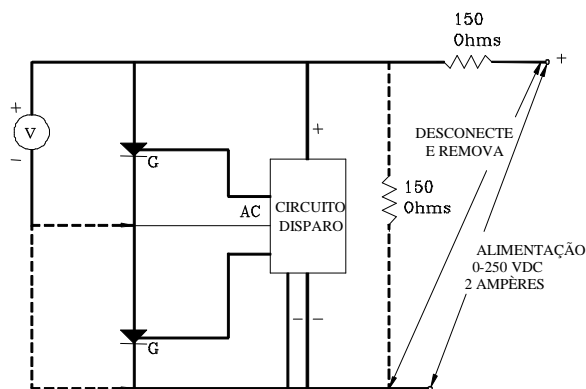 150
Ohms
+
+
V
-
+
DESCONECTE
E REMOVA
G
150
Ohms
AC
CIRCUITO
DISPARO
ALIMENTAÇÃO
0-250 VDC
2 AMPÈRES
- -
G